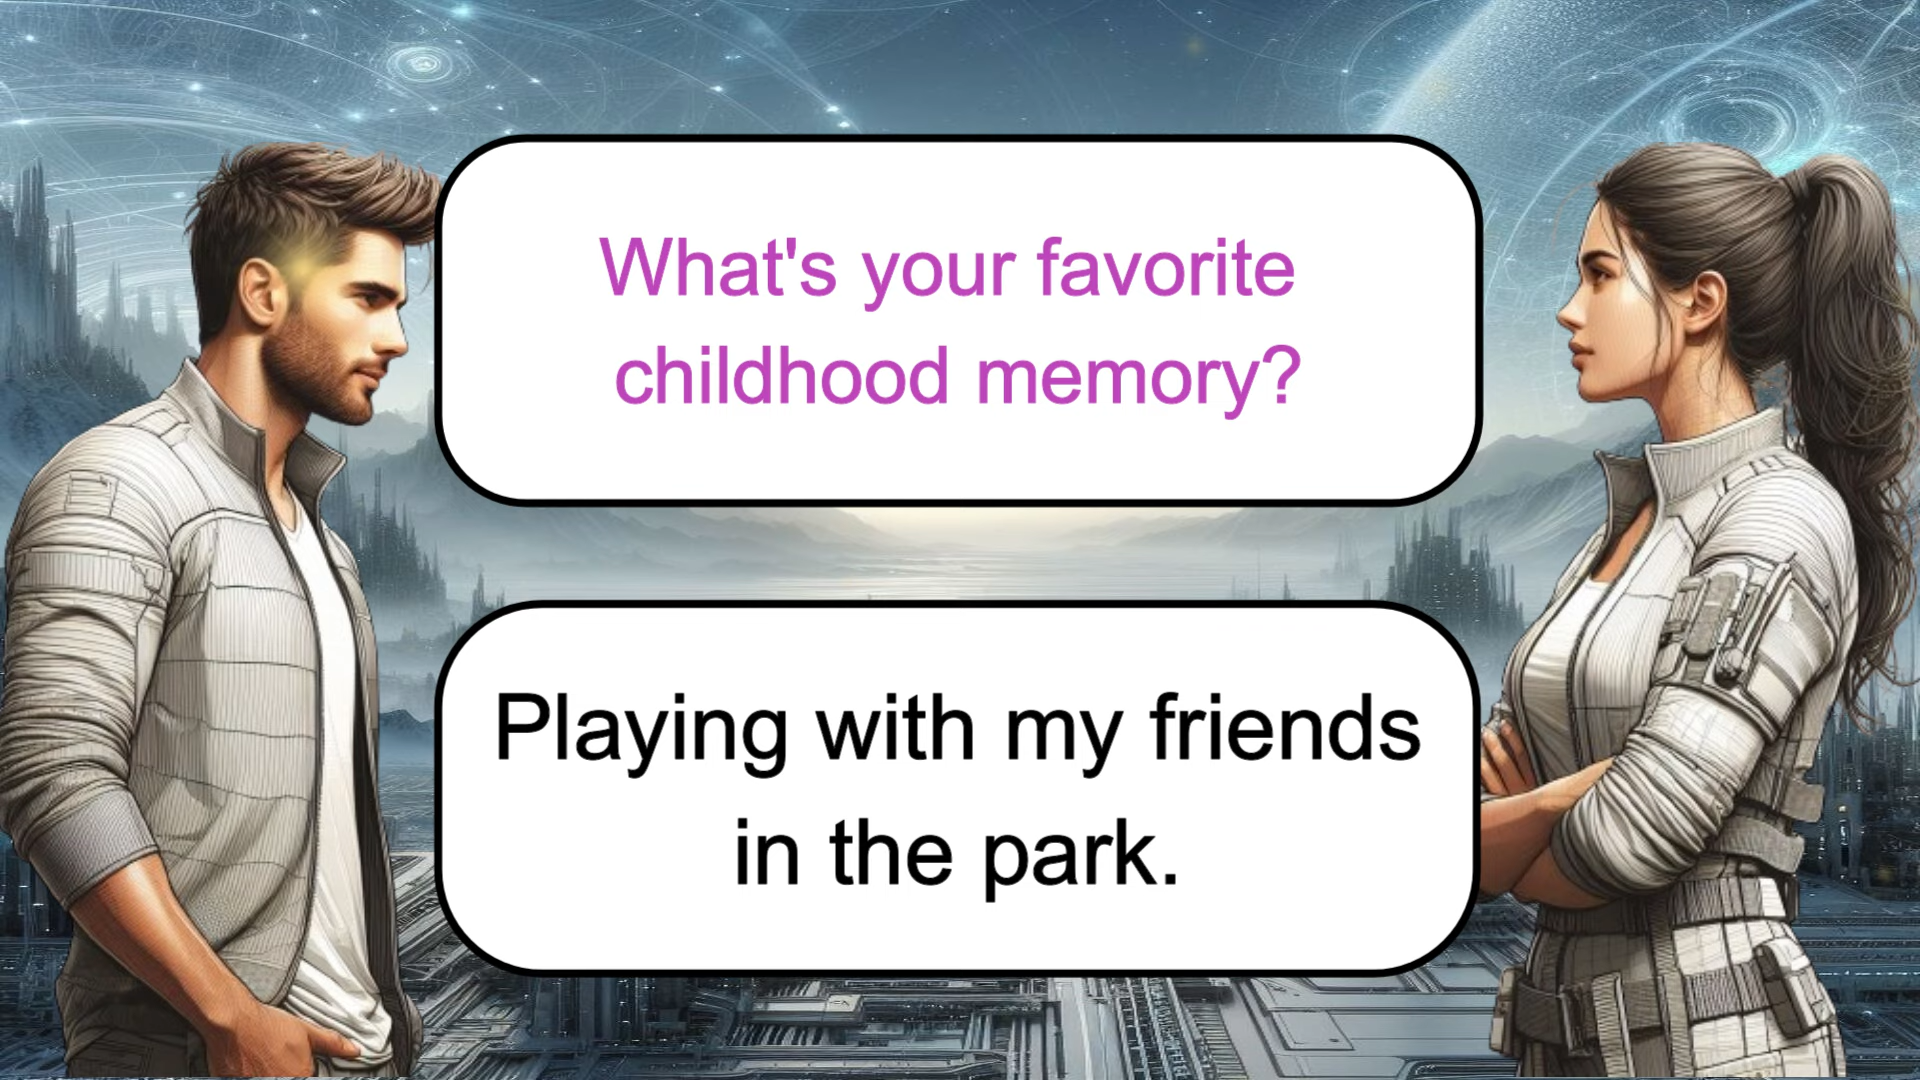 What's your favorite
childhood memory?
Playing with my friends
in the park.